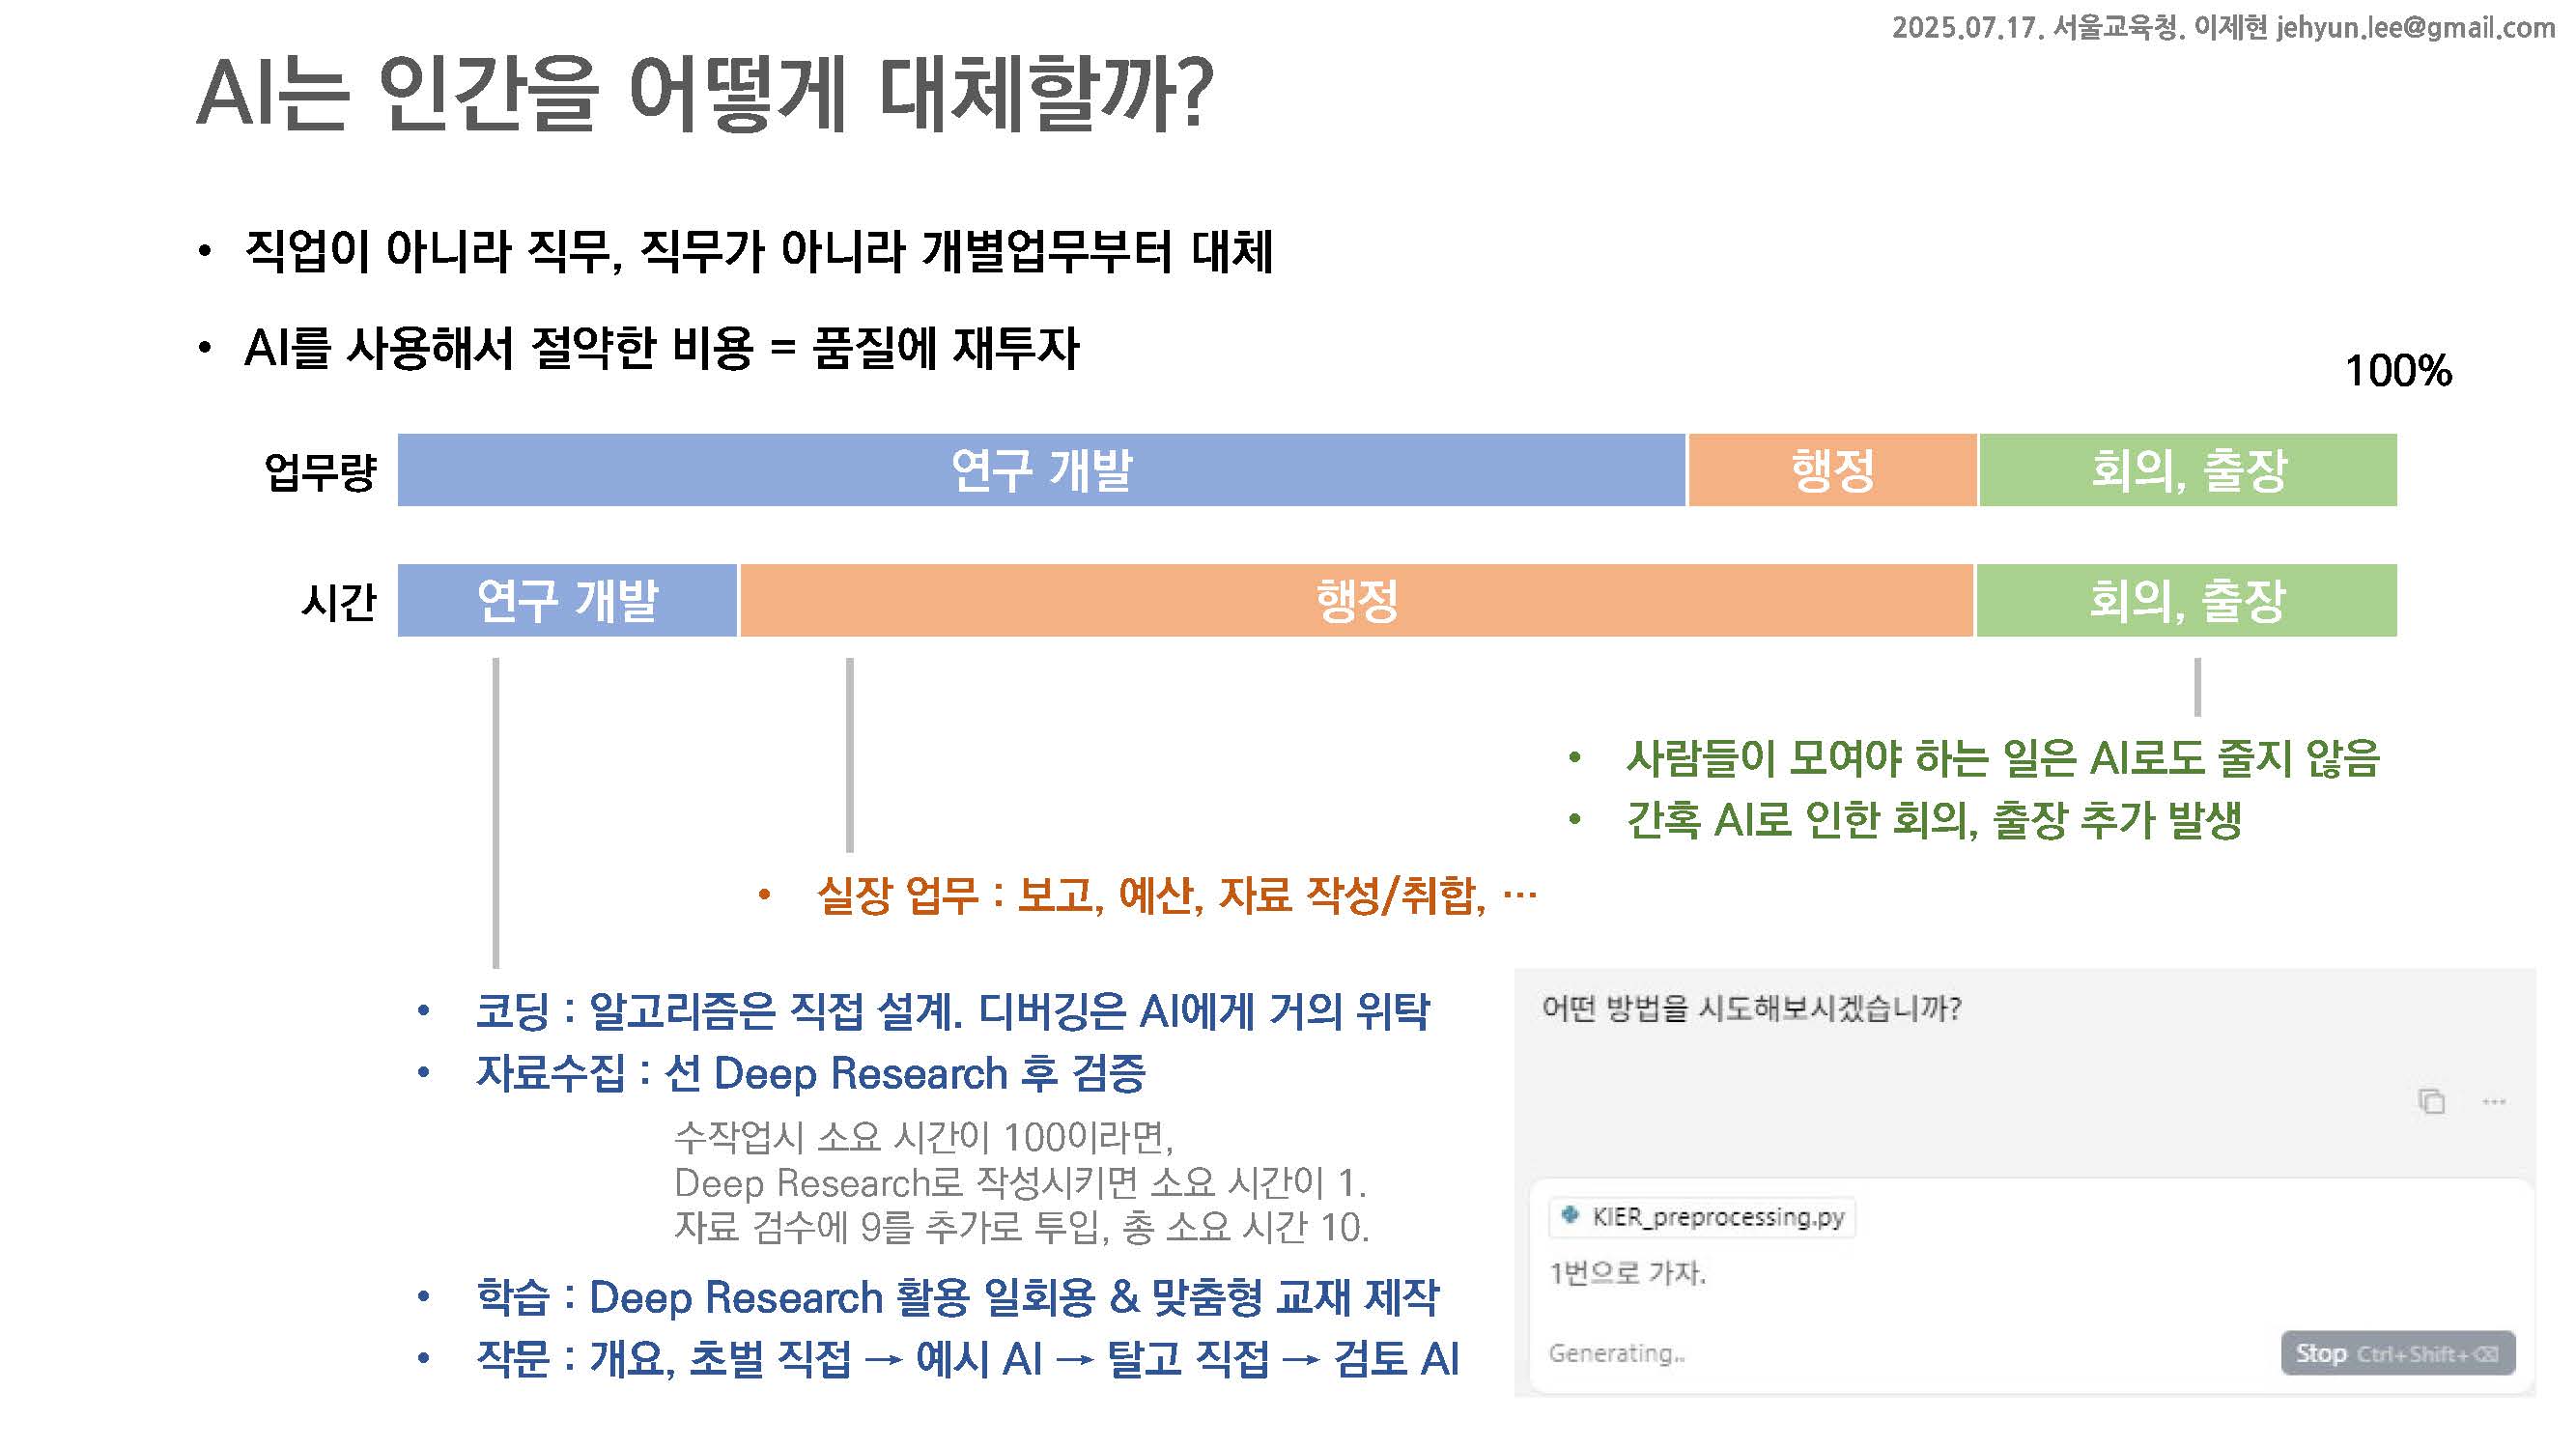 2025.07.17. 서울교육청. 이제현 jehyun.lee@gmail.com
AI는 인간을 어떻게 대체할까?
• 직업이 아니라 직무, 직무가 아니라 개별업무부터 대체
• AI를 사용해서 절약한 비용 = 품질에 재투자
100%
업무량 연구 개발 행정 회의, 출장
시간 연구 개발 행정 회의, 출장
• 사람들이 모여야 하는 일은 AI로도 줄지 않음
• 간혹 AI로 인한 회의, 출장 추가 발생
• 실장 업무 : 보고, 예산, 자료 작성/취합, …
• 코딩 : 알고리즘은 직접 설계. 디버깅은 AI에게 거의 위탁
• 자료수집 : 선 Deep Research 후 검증
수작업시 소요 시간이 100이라면,
Deep Research로 작성시키면 소요 시간이 1.
자료 검수에 9를 추가로 투입, 총 소요 시간 10.
• 학습 : Deep Research 활용 일회용 & 맞춤형 교재 제작
• 작문 : 개요, 초벌 직접 → 예시 AI → 탈고 직접 → 검토 AI
어떤 방법을 시도해보시겠습니까?
KIER_preprocessing.py
1번으로 가자.
Generating..
Stop Ctrl+Shift+⌫